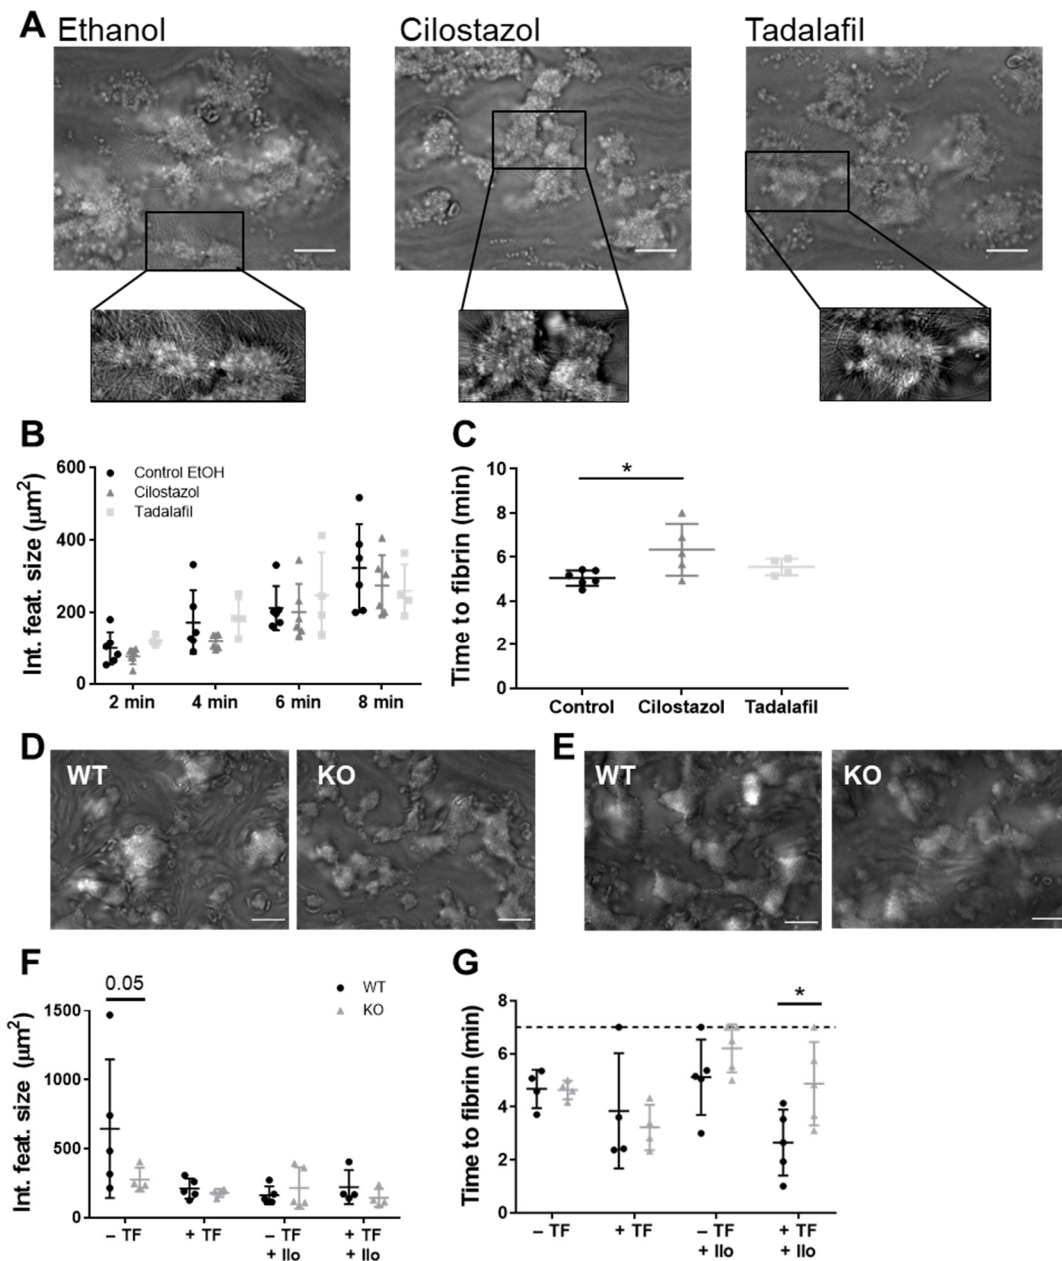 A Ethanol Cilostazol Tadalafil
B
Int. feat. size (µm²)
600
400
200
0
Control EtOH
Cilostazol
Tadalafil
2 min 4 min 6 min 8 min
C
Time to fibrin (min)
10
8
6
4
2
0
*
Control Cilostazol Tadalafil
D
WT KO
E
WT KO
F
Int. feat. size (µm²)
1500
1000
500
0
0.05
WT
KO
– TF + TF – TF + TF
+ Ilo + Ilo
G
Time to fibrin (min)
8
6
4
2
0
*
– TF + TF – TF + TF
+ Ilo + Ilo